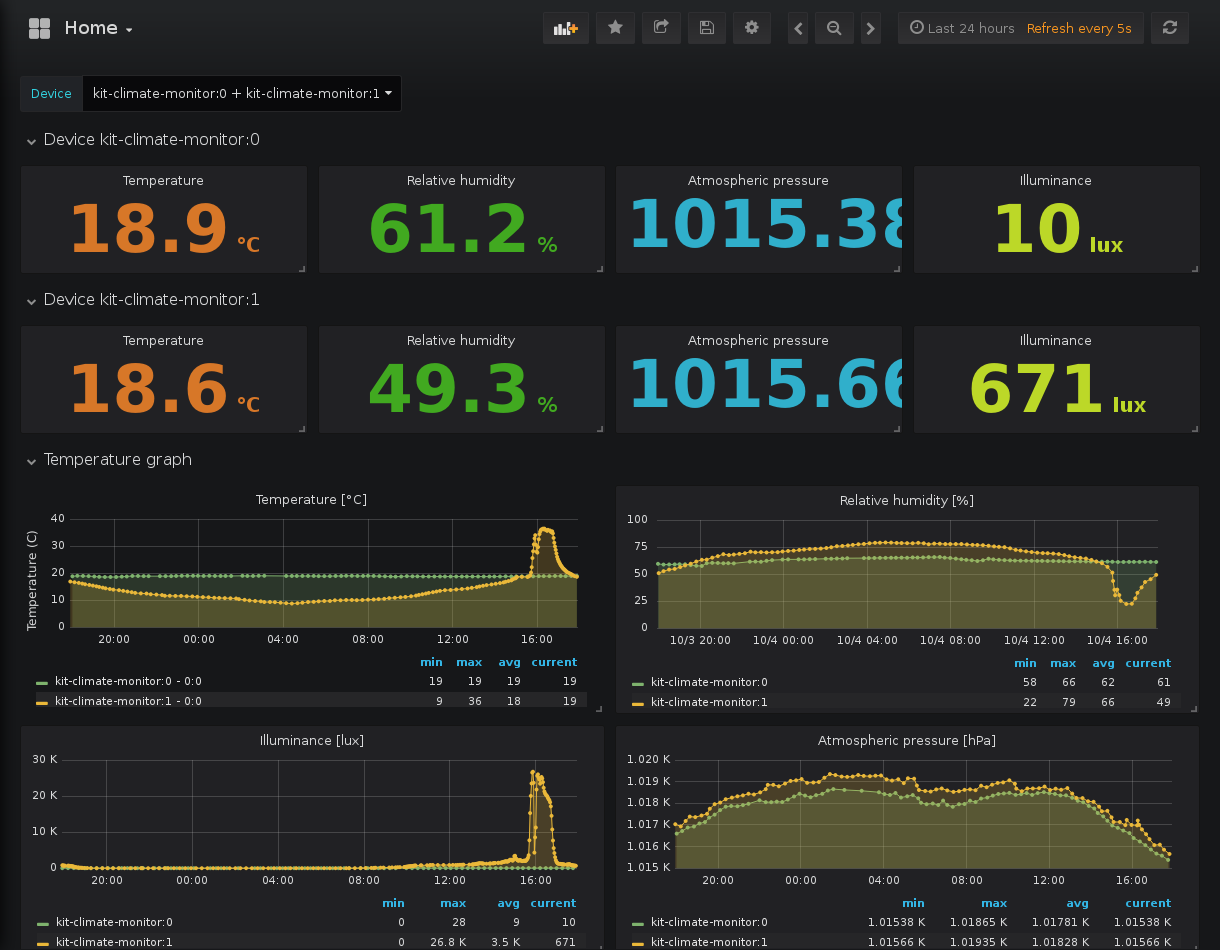 Home
Last 24 hours Refresh every 5s
Device kit-climate-monitor:0 + kit-climate-monitor:1
Device kit-climate-monitor:0
Temperature Relative humidity Atmospheric pressure Illuminance
18.9 °C 61.2 % 1015.38 10 lux
Device kit-climate-monitor:1
Temperature Relative humidity Atmospheric pressure Illuminance
18.6 °C 49.3 % 1015.66 671 lux
Temperature graph
Temperature [°C]
Temperature (C)
40
30
20
10
0
20:00 00:00 04:00 08:00 12:00 16:00
min max avg current
kit-climate-monitor:0 - 0:0 19 19 19 19
kit-climate-monitor:1 - 0:0 9 36 18 19
Relative humidity [%]
100
75
50
25
0
10/3 20:00 10/4 00:00 10/4 04:00 10/4 08:00 10/4 12:00 10/4 16:00
min max avg current
kit-climate-monitor:0 58 66 62 61
kit-climate-monitor:1 22 79 66 49
Illuminance [lux]
30 K
20 K
10 K
0
20:00 00:00 04:00 08:00 12:00 16:00
min max avg current
kit-climate-monitor:0 0 28 9 10
kit-climate-monitor:1 0 26.8 K 3.5 K 671
Atmospheric pressure [hPa]
1.020 K
1.019 K
1.018 K
1.017 K
1.016 K
1.015 K
20:00 00:00 04:00 08:00 12:00 16:00
min max avg current
kit-climate-monitor:0 1.01538 K 1.01865 K 1.01781 K 1.01538 K
kit-climate-monitor:1 1.01566 K 1.01935 K 1.01828 K 1.01566 K